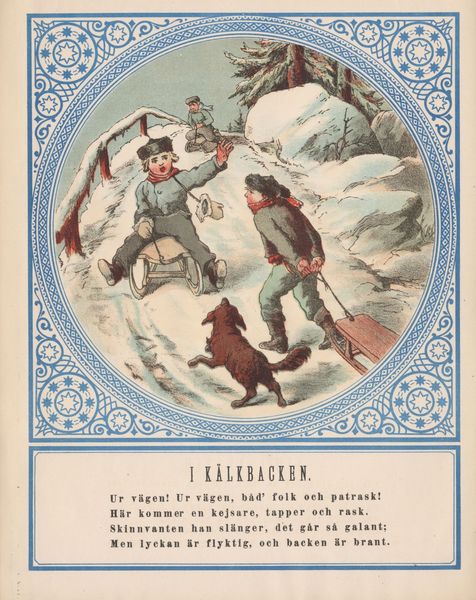 I KÄLKBACKEN.
Ur vägen! Ur vägen, båd' folk och patrask!
Här kommer en kejsare, tapper och rask.
Skinnvanten han slänger, det går så galant;
Men lyckan är flyktig, och backen är brant.